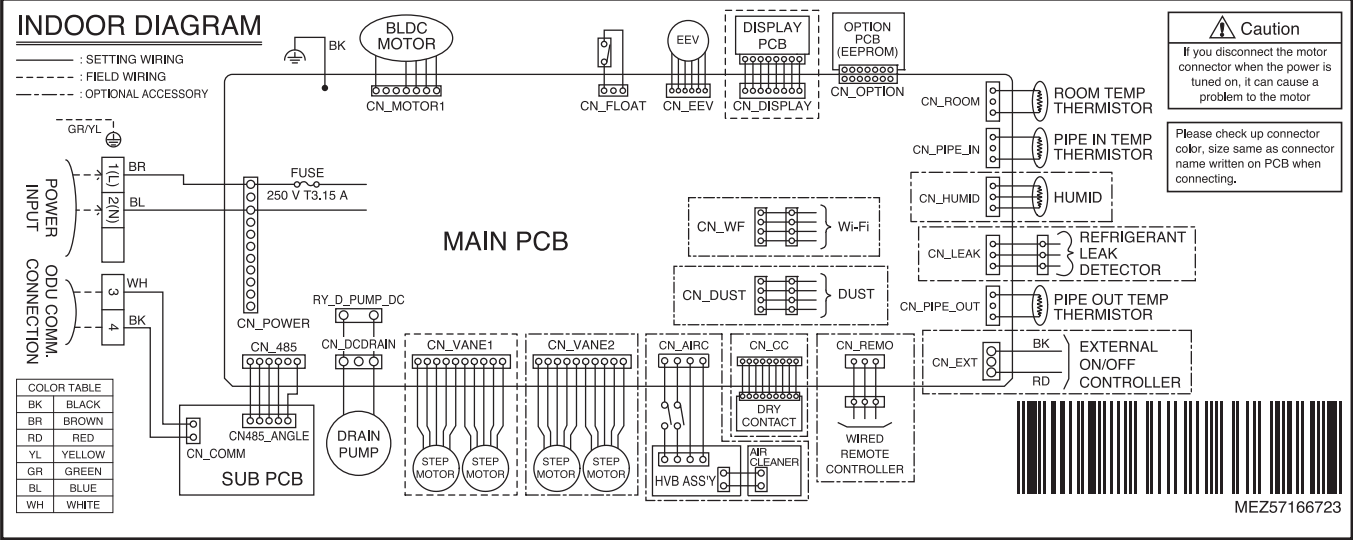 INDOOR DIAGRAM
: SETTING WIRING
: FIELD WIRING
: OPTIONAL ACCESSORY
GR/YL
POWER
INPUT
1(L)
2(N)
BR
BL
ODU COMM.
CONNECTION
3
4
WH
BK
COLOR TABLE
BK BLACK
BR BROWN
RD RED
YL YELLOW
GR GREEN
BL BLUE
WH WHITE
BK
BLDC
MOTOR
CN_MOTOR1
CN_FLOAT
EEV
CN_EEV
DISPLAY
PCB
CN_DISPLAY
OPTION
PCB
(EEPROM)
CN_OPTION
FUSE
250 V T3.15 A
CN_POWER
MAIN PCB
CN_WF
Wi-Fi
CN_DUST
DUST
CN_ROOM
ROOM TEMP
THERMISTOR
CN_PIPE_IN
PIPE IN TEMP
THERMISTOR
CN_HUMID
HUMID
CN_LEAK
REFRIGERANT
LEAK
DETECTOR
CN_PIPE_OUT
PIPE OUT TEMP
THERMISTOR
CN_EXT
BK
RD
EXTERNAL
ON/OFF
CONTROLLER
CN_485
CN485_ANGLE
CN_COMM
SUB PCB
RY_D_PUMP_DC
CN_DCDRAIN
DRAIN
PUMP
CN_VANE1
STEP
MOTOR
STEP
MOTOR
CN_VANE2
STEP
MOTOR
STEP
MOTOR
CN_AIRC
HVB ASS'Y
AIR
CLEANER
CN_CC
DRY
CONTACT
CN_REMO
WIRED
REMOTE
CONTROLLER
Caution
If you disconnect the motor
connector when the power is
tuned on, it can cause a
problem to the motor
Please check up connector
color, size same as connector
name written on PCB when
connecting.
MEZ57166723